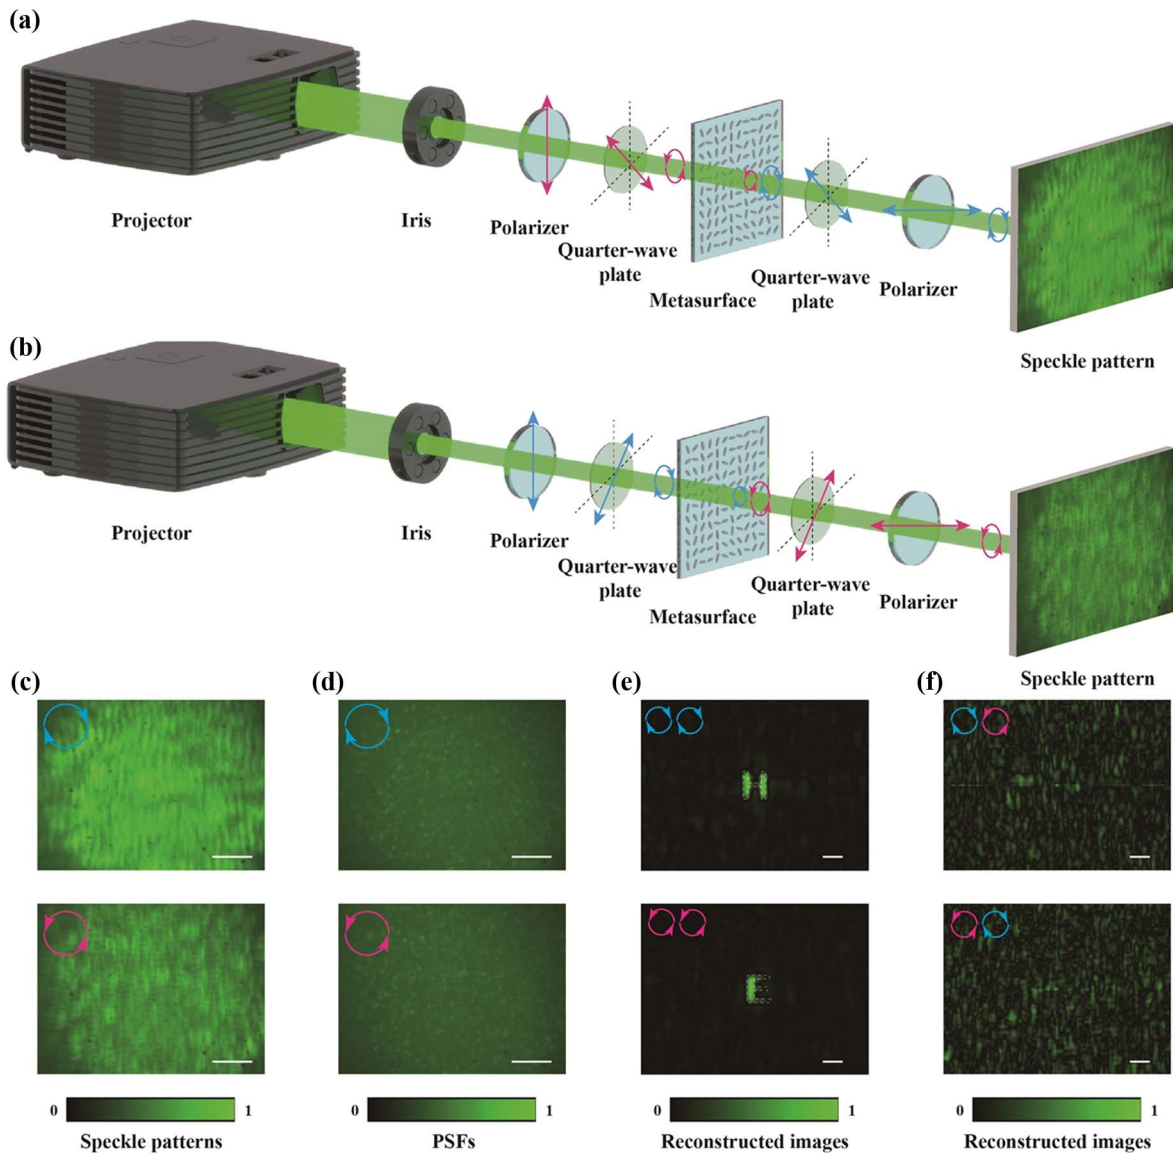 (a)
Projector
Iris
Polarizer
Quarter-wave
plate
Metasurface
Quarter-wave
plate
Polarizer
Speckle pattern
(b)
Projector
Iris
Polarizer
Quarter-wave
plate
Metasurface
Quarter-wave
plate
Polarizer
Speckle pattern
(c)
(d)
(e)
(f)
0 1
Speckle patterns
0 1
PSFs
0 1
Reconstructed images
0 1
Reconstructed images